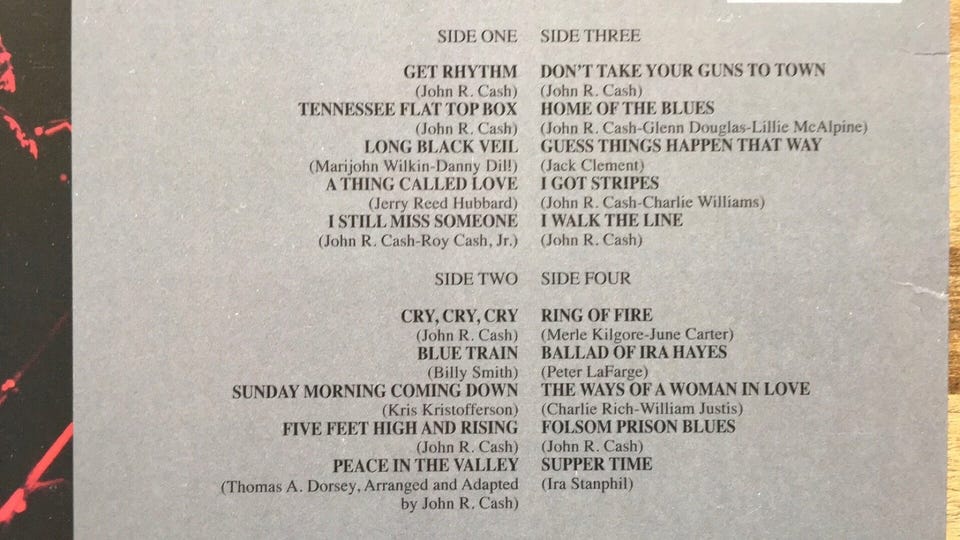 SIDE ONE
GET RHYTHM
(John R. Cash)
TENNESSEE FLAT TOP BOX
(John R. Cash)
LONG BLACK VEIL
(Marijohn Wilkin-Danny Dill)
A THING CALLED LOVE
(Jerry Reed Hubbard)
I STILL MISS SOMEONE
(John R. Cash-Roy Cash, Jr.)
SIDE TWO
CRY, CRY, CRY
(John R. Cash)
BLUE TRAIN
(Billy Smith)
SUNDAY MORNING COMING DOWN
(Kris Kristofferson)
FIVE FEET HIGH AND RISING
(John R. Cash)
PEACE IN THE VALLEY
(Thomas A. Dorsey, Arranged and Adapted
by John R. Cash)
SIDE THREE
DON'T TAKE YOUR GUNS TO TOWN
(John R. Cash)
HOME OF THE BLUES
(John R. Cash-Glenn Douglas-Lillie McAlpine)
GUESS THINGS HAPPEN THAT WAY
(Jack Clement)
I GOT STRIPES
(John R. Cash-Charlie Williams)
I WALK THE LINE
(John R. Cash)
SIDE FOUR
RING OF FIRE
(Merle Kilgore-June Carter)
BALLAD OF IRA HAYES
(Peter LaFarge)
THE WAYS OF A WOMAN IN LOVE
(Charlie Rich-William Justis)
FOLSOM PRISON BLUES
(John R. Cash)
SUPPER TIME
(Ira Stanphil)